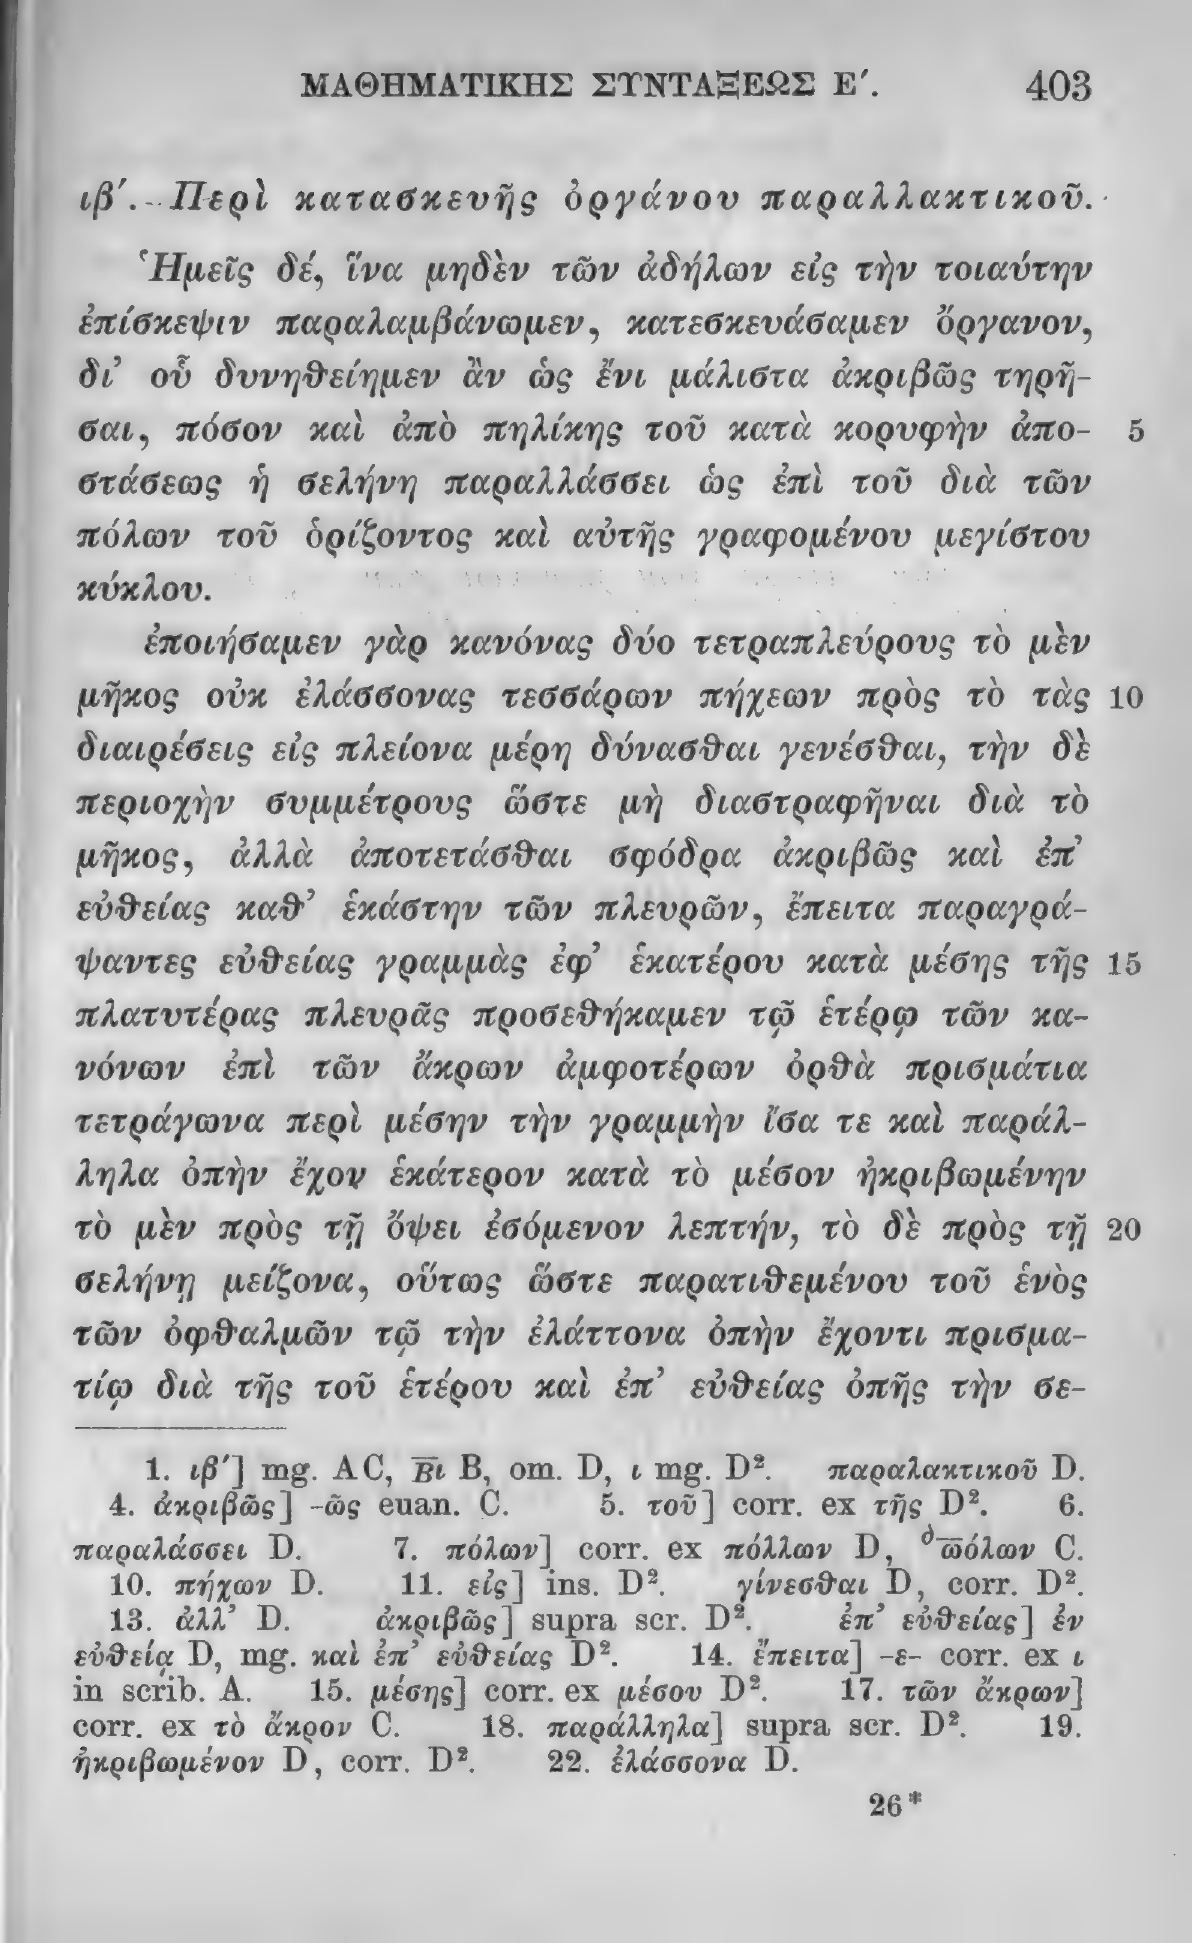 ΜΑΘΗΜΑΤΙΚΗΣ ΣΥΝΤΑΞΕΩΣ Ε΄. 403
ιβ΄. Περὶ κατασκευῆς ὀργάνου παραλλακτικοῦ.
Ἡμεῖς δέ, ἵνα μηδὲν τῶν ἀδήλων εἰς τὴν τοιαύτην
ἐπίσκεψιν παραλαμβάνωμεν, κατεσκευάσαμεν ὄργανον,
δι’ οὗ δυνηθείημεν ἂν ὡς ἔνι μάλιστα ἀκριβῶς τηρῆ-
σαι, πόσον καὶ ἀπὸ πηλίκης τοῦ κατὰ κορυφὴν ἀπο- 5
στάσεως ἡ σελήνη παραλλάσσει ὡς ἐπὶ τοῦ διὰ τῶν
πόλων τοῦ ὁρίζοντος καὶ αὐτῆς γραφομένου μεγίστου
κύκλου.
ἐποιήσαμεν γὰρ κανόνας δύο τετραπλεύρους τὸ μὲν
μῆκος οὐκ ἐλάσσονας τεσσάρων πήχεων πρὸς τὸ τὰς 10
διαιρέσεις εἰς πλείονα μέρη δύνασθαι γενέσθαι, τὴν δὲ
περιοχὴν συμμέτρους ὥστε μὴ διαστραφῆναι διὰ τὸ
μῆκος, ἀλλὰ ἀποτετάσθαι σφόδρα ἀκριβῶς καὶ ἐπ’
εὐθείας καθ’ ἑκάστην τῶν πλευρῶν, ἔπειτα παραγρά-
ψαντες εὐθείας γραμμὰς ἐφ’ ἑκατέρου κατὰ μέσης τῆς 15
πλατυτέρας πλευρᾶς προσεθήκαμεν τῷ ἑτέρῳ τῶν κα-
νόνων ἐπὶ τῶν ἄκρων ἀμφοτέρων ὀρθὰ πρισμάτια
τετράγωνα περὶ μέσην τὴν γραμμὴν ἴσα τε καὶ παράλ-
ληλα ὀπὴν ἔχον ἑκάτερον κατὰ τὸ μέσον ἠκριβωμένην
τὸ μὲν πρὸς τῇ ὄψει ἐσόμενον λεπτήν, τὸ δὲ πρὸς τῇ 20
σελήνῃ μείζονα, οὕτως ὥστε παρατιθεμένου τοῦ ἑνὸς
τῶν ὀφθαλμῶν τῷ τὴν ἐλάττονα ὀπὴν ἔχοντι πρισμα-
τίῳ διὰ τῆς τοῦ ἑτέρου καὶ ἐπ’ εὐθείας ὀπῆς τὴν σε-
1. ιβ΄] mg. AC, B̅ι B, om. D, ι mg. D². παραλακτικοῦ D.
4. ἀκριβῶς] -ῶς euan. C. 5. τοῦ] corr. ex τῆς D². 6.
παραλάσσει D. 7. πόλων] corr. ex πόλλων D, ὁπόλων C.
10. πήχων D. 11. εἰς] ins. D². γίνεσθαι D, corr. D².
13. ἀλλ’ D. ἀκριβῶς] supra scr. D². ἐπ’ εὐθείας] ἐν
εὐθείᾳ D, mg. καὶ ἐπ’ εὐθείας D². 14. ἔπειτα] -ε- corr. ex ι
in scrib. A. 15. μέσης] corr. ex μέσου D². 17. τῶν ἄκρων]
corr. ex τὸ ἄκρον C. 18. παράλληλα] supra scr. D². 19.
ἠκριβωμένον D, corr. D². 22. ἐλάσσονα D.
26*